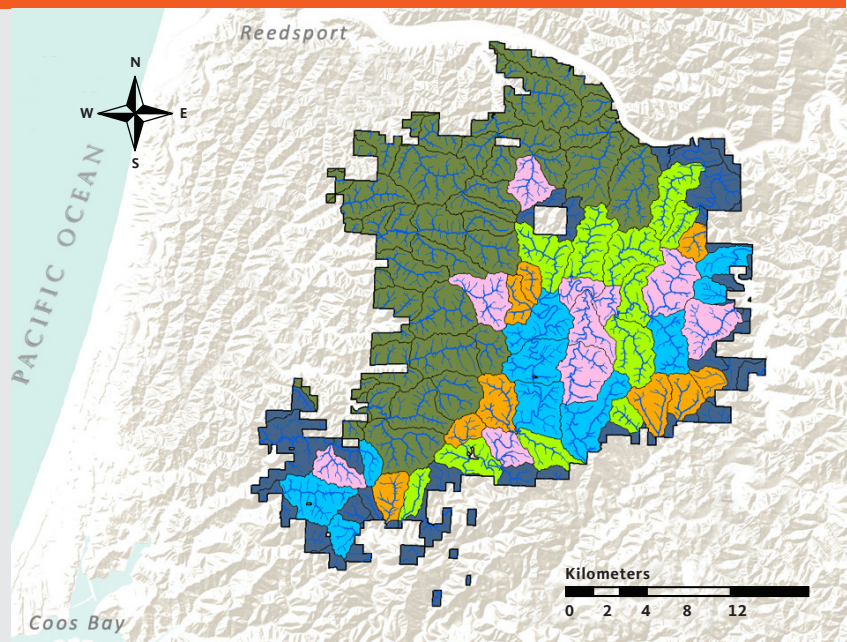 Reedsport
N
W E
S
PACIFIC OCEAN
Kilometers
0 2 4 8 12
Coos Bay